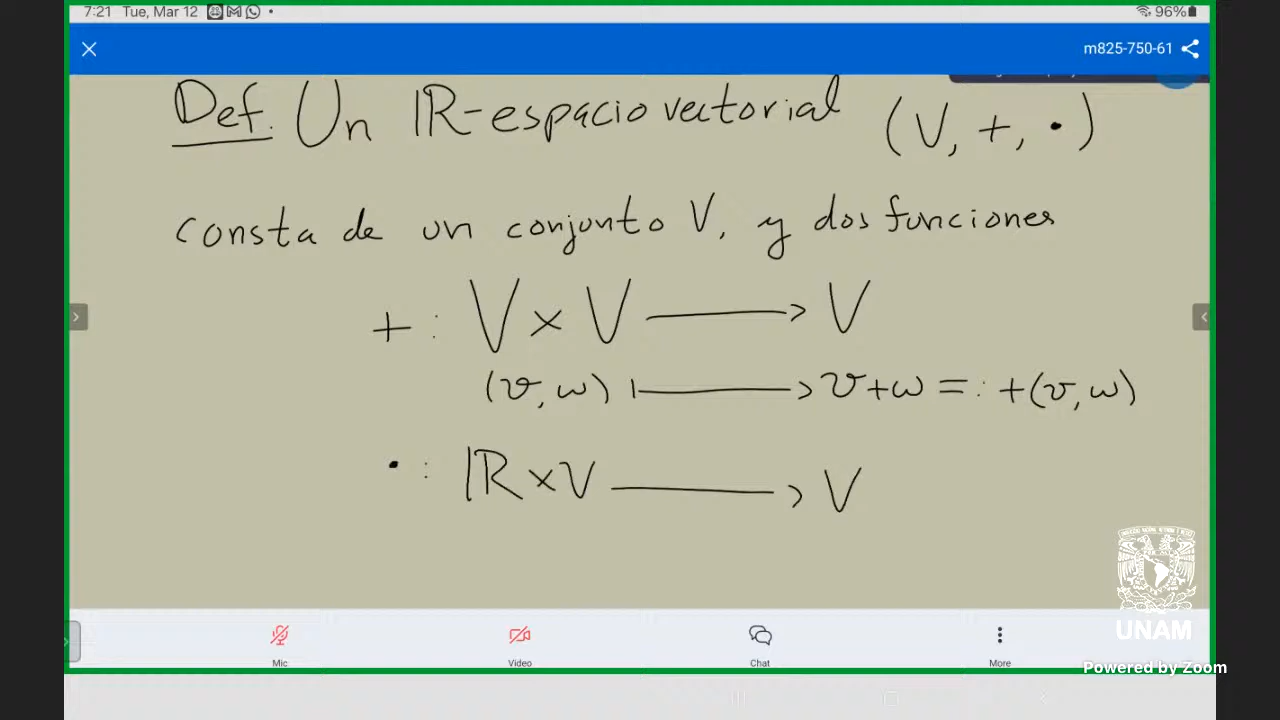 7:21 Tue, Mar 12 96%
m825-750-61
Def. Un ℝ-espacio vectorial (V, +, •)
consta de un conjunto V, y dos funciones
+ : V × V ⟶ V
(v, w) ⟼ v+w =: +(v, w)
• : ℝ × V ⟶ V
UNAM
Mic Video Chat More
Powered by Zoom